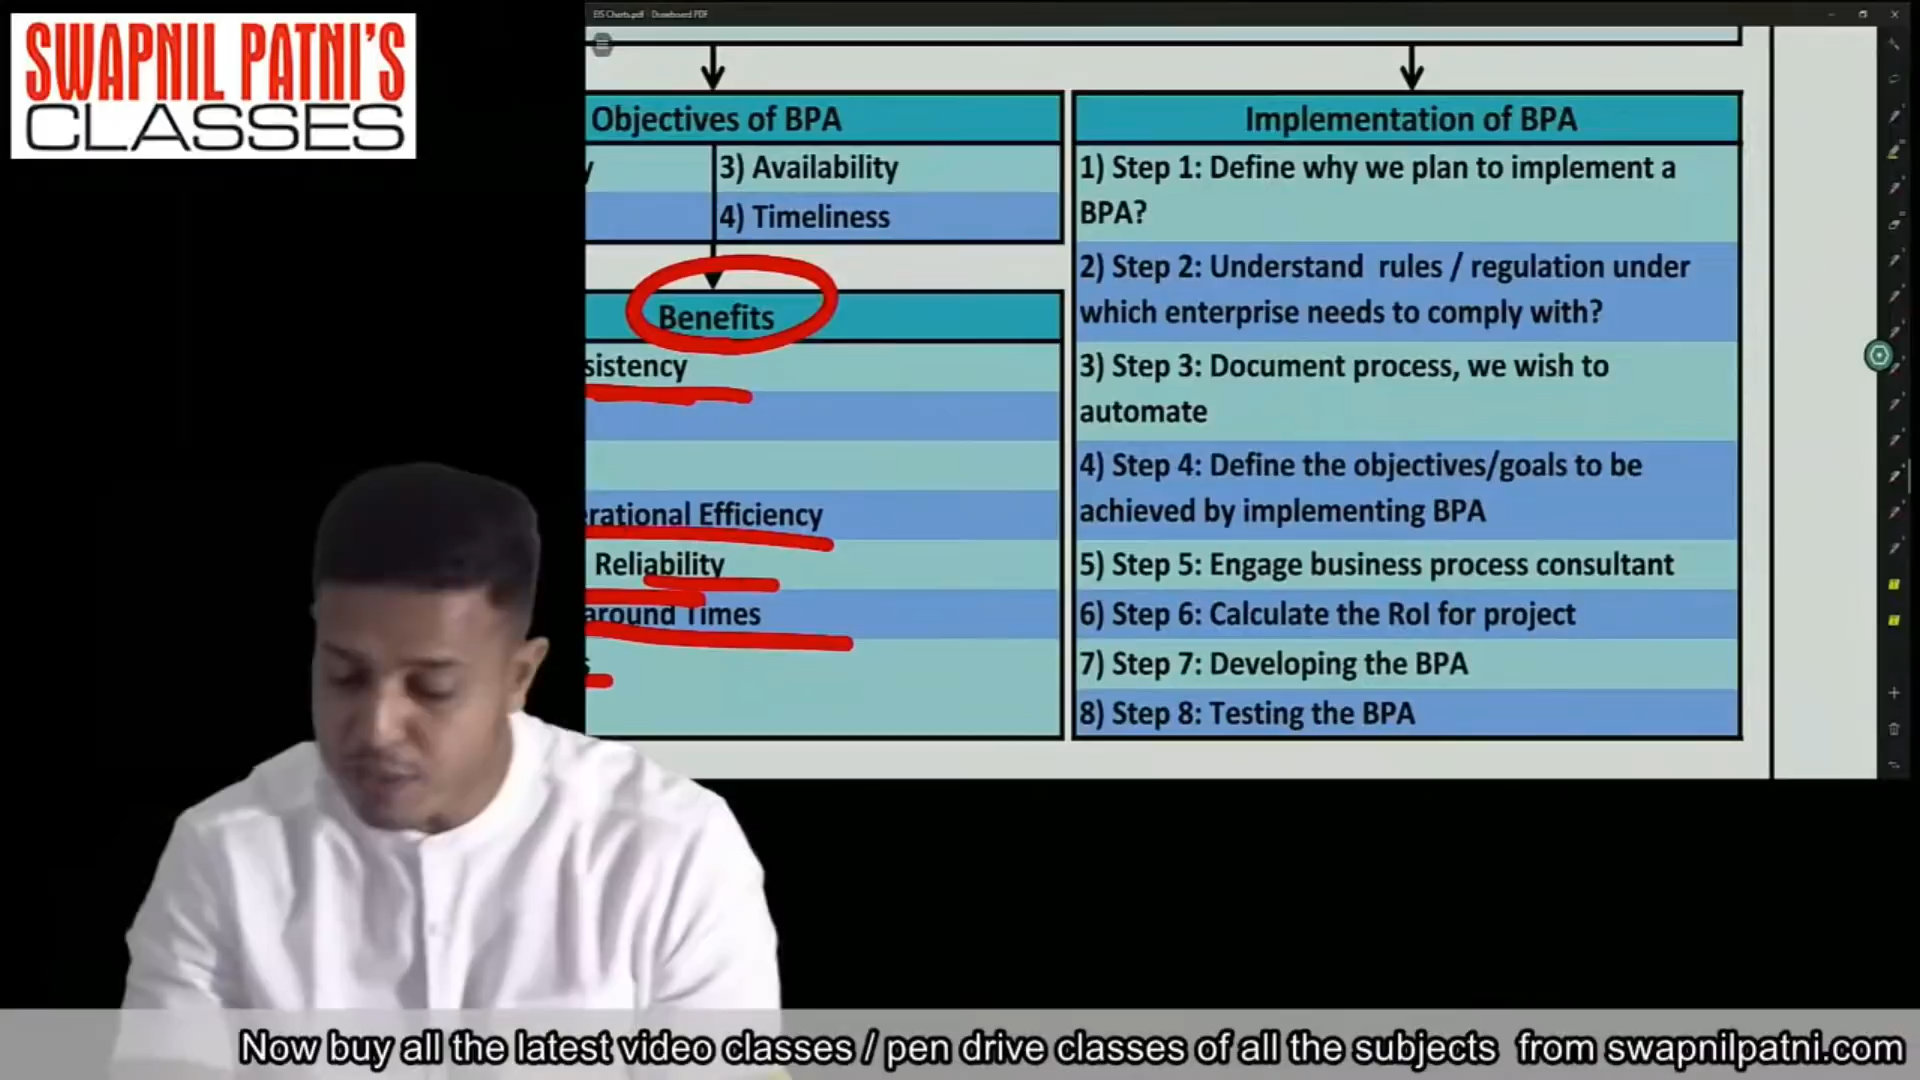 SWAPNIL PATNI'S
CLASSES
EIS Charts.pdf | Drawboard PDF
Objectives of BPA
3) Availability
4) Timeliness
Benefits
sistency
rational Efficiency
Reliability
around Times
Implementation of BPA
1) Step 1: Define why we plan to implement a
BPA?
2) Step 2: Understand rules / regulation under
which enterprise needs to comply with?
3) Step 3: Document process, we wish to
automate
4) Step 4: Define the objectives/goals to be
achieved by implementing BPA
5) Step 5: Engage business process consultant
6) Step 6: Calculate the RoI for project
7) Step 7: Developing the BPA
8) Step 8: Testing the BPA
Now buy all the latest video classes / pen drive classes of all the subjects from swapnilpatni.com